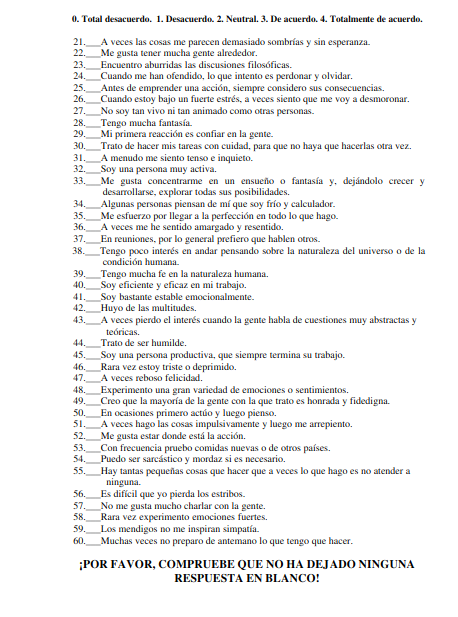 0. Total desacuerdo. 1. Desacuerdo. 2. Neutral. 3. De acuerdo. 4. Totalmente de acuerdo.
21.___A veces las cosas me parecen demasiado sombrías y sin esperanza.
22.___Me gusta tener mucha gente alrededor.
23.___Encuentro aburridas las discusiones filosóficas.
24.___Cuando me han ofendido, lo que intento es perdonar y olvidar.
25.___Antes de emprender una acción, siempre considero sus consecuencias.
26.___Cuando estoy bajo un fuerte estrés, a veces siento que me voy a desmoronar.
27.___No soy tan vivo ni tan animado como otras personas.
28.___Tengo mucha fantasía.
29.___Mi primera reacción es confiar en la gente.
30.___Trato de hacer mis tareas con cuidado, para que no haya que hacerlas otra vez.
31.___A menudo me siento tenso e inquieto.
32.___Soy una persona muy activa.
33.___Me gusta concentrarme en un ensueño o fantasía y, dejándolo crecer y
desarrollarse, explorar todas sus posibilidades.
34.___Algunas personas piensan de mí que soy frío y calculador.
35.___Me esfuerzo por llegar a la perfección en todo lo que hago.
36.___A veces me he sentido amargado y resentido.
37.___En reuniones, por lo general prefiero que hablen otros.
38.___Tengo poco interés en andar pensando sobre la naturaleza del universo o de la
condición humana.
39.___Tengo mucha fe en la naturaleza humana.
40.___Soy eficiente y eficaz en mi trabajo.
41.___Soy bastante estable emocionalmente.
42.___Huyo de las multitudes.
43.___A veces pierdo el interés cuando la gente habla de cuestiones muy abstractas y
teóricas.
44.___Trato de ser humilde.
45.___Soy una persona productiva, que siempre termina su trabajo.
46.___Rara vez estoy triste o deprimido.
47.___A veces reboso felicidad.
48.___Experimento una gran variedad de emociones o sentimientos.
49.___Creo que la mayoría de la gente con la que trato es honrada y fidedigna.
50.___En ocasiones primero actúo y luego pienso.
51.___A veces hago las cosas impulsivamente y luego me arrepiento.
52.___Me gusta estar donde está la acción.
53.___Con frecuencia pruebo comidas nuevas o de otros países.
54.___Puedo ser sarcástico y mordaz si es necesario.
55.___Hay tantas pequeñas cosas que hacer que a veces lo que hago es no atender a
ninguna.
56.___Es difícil que yo pierda los estribos.
57.___No me gusta mucho charlar con la gente.
58.___Rara vez experimento emociones fuertes.
59.___Los mendigos no me inspiran simpatía.
60.___Muchas veces no preparo de antemano lo que tengo que hacer.
¡POR FAVOR, COMPRUEBE QUE NO HA DEJADO NINGUNA
RESPUESTA EN BLANCO!